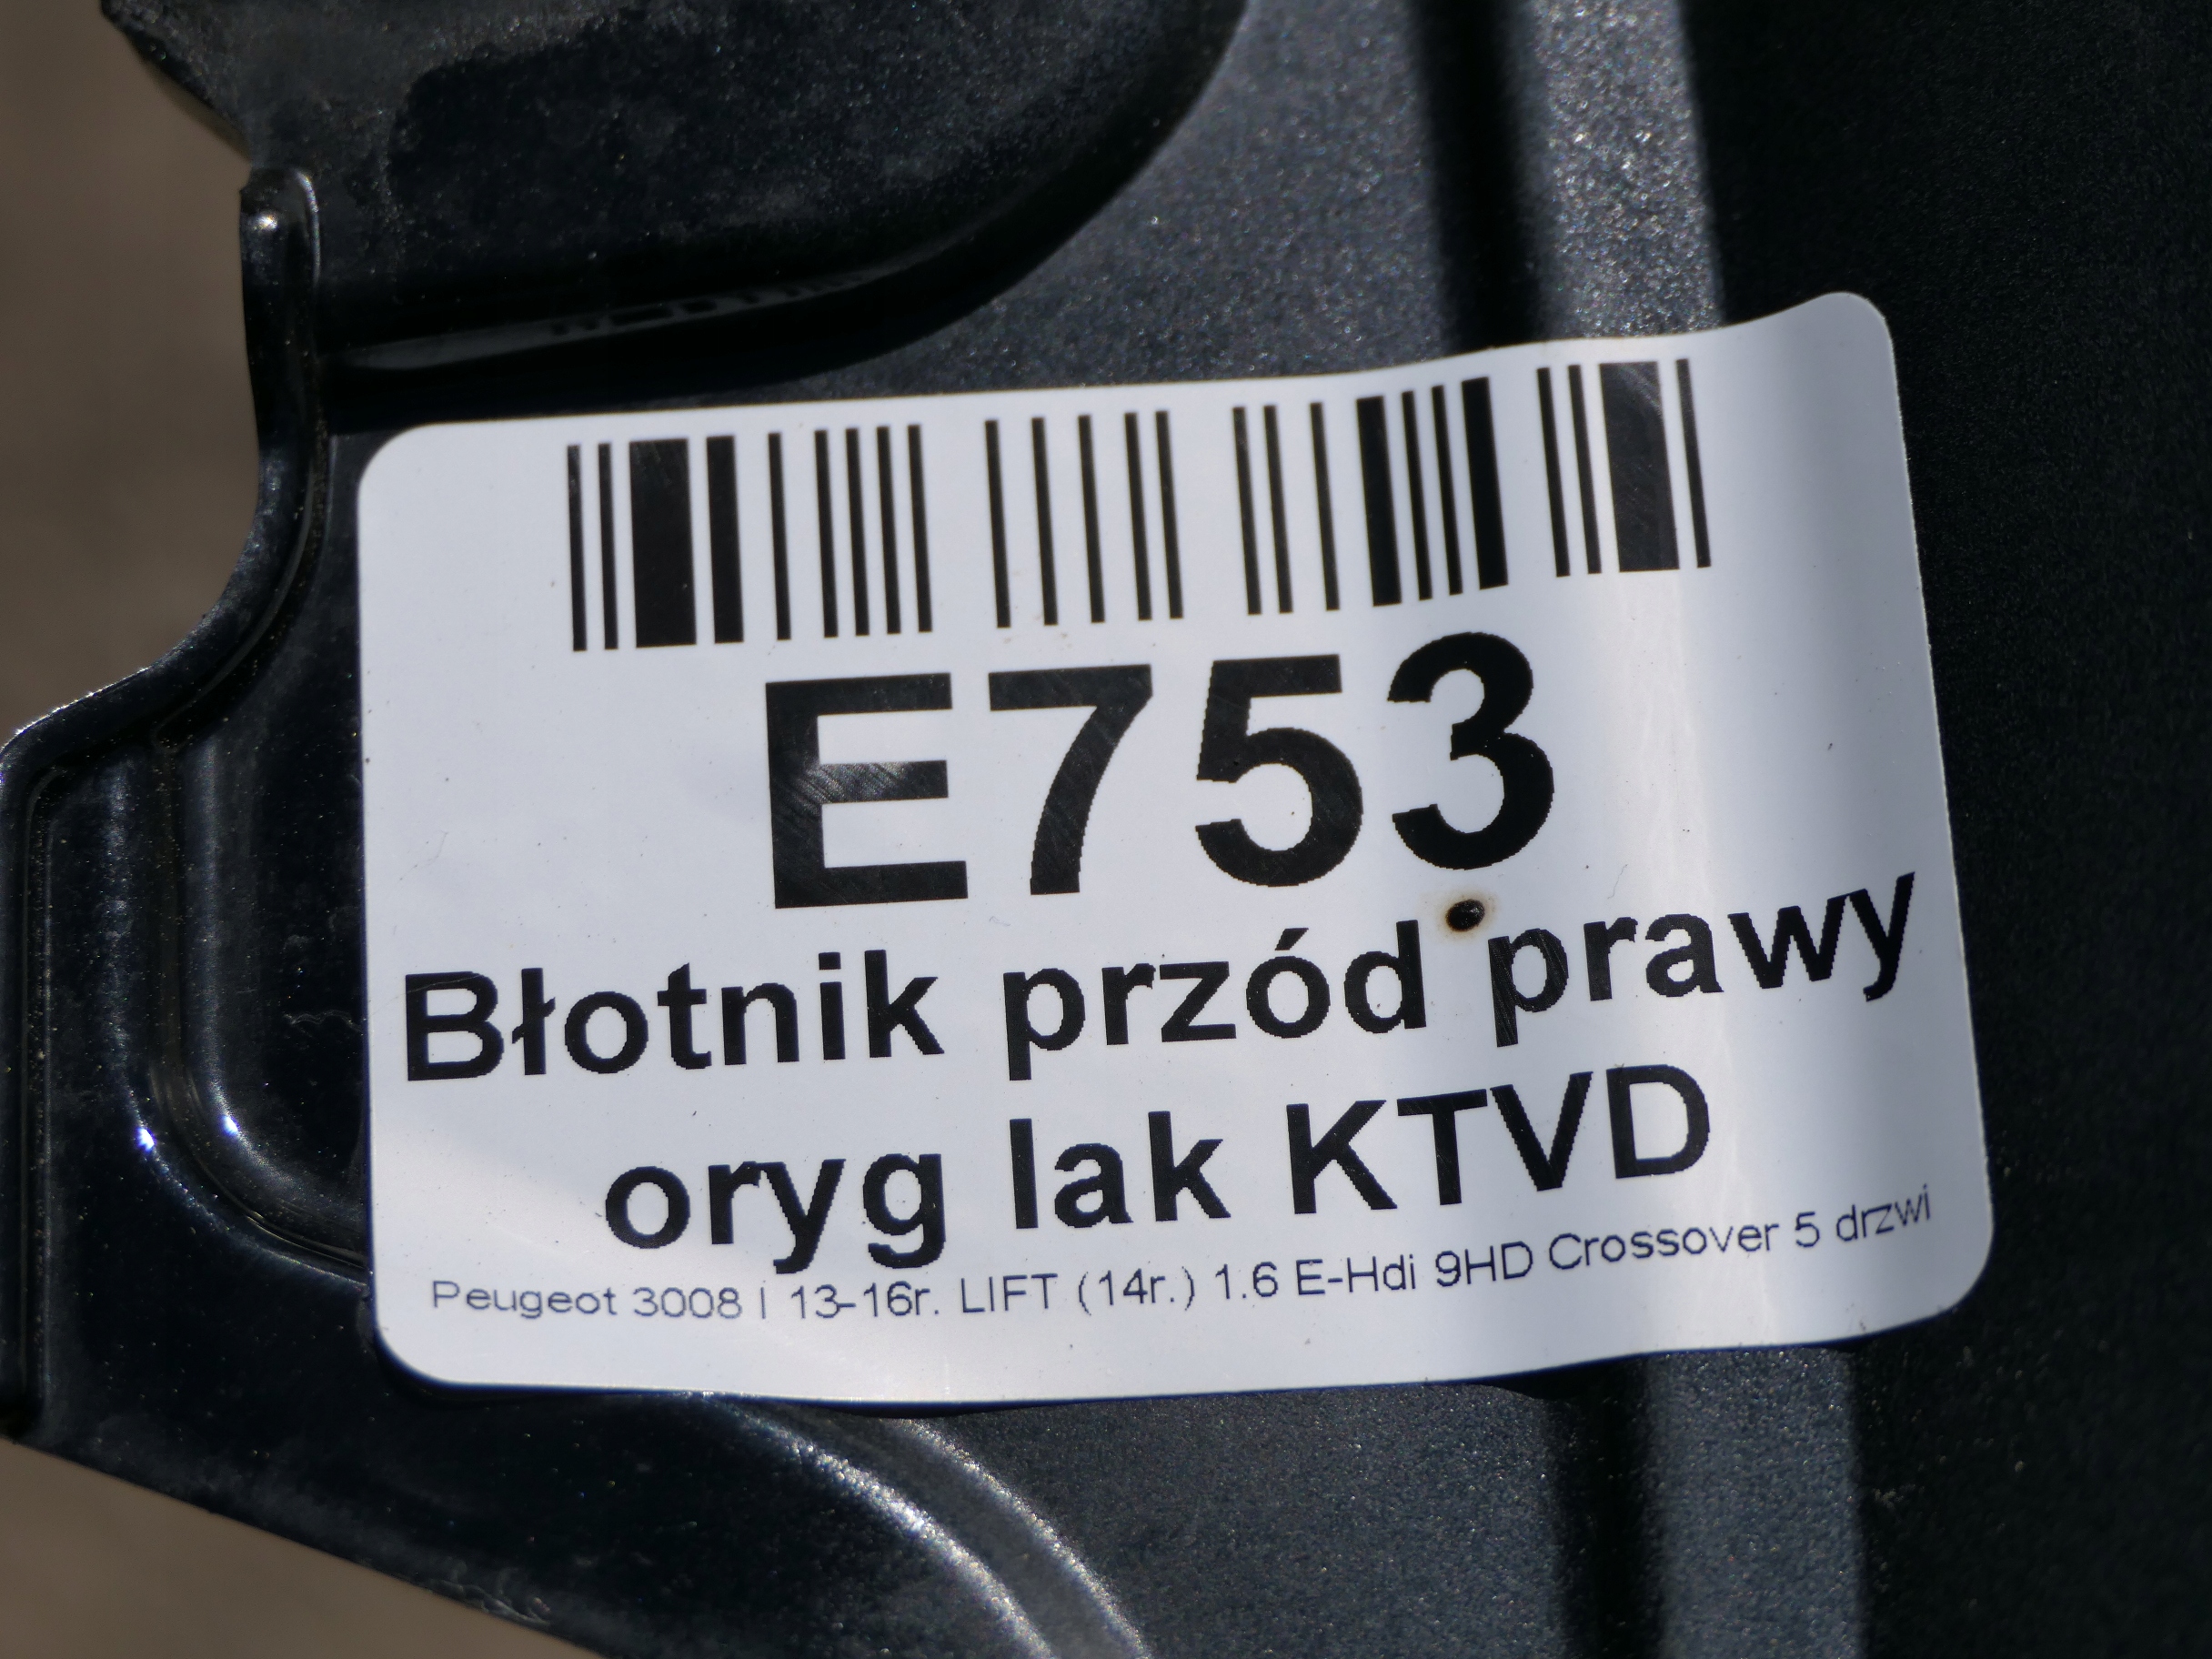 E753
Błotnik przód prawy
oryg lak KTVD
Peugeot 3008 I 13-16r. LIFT (14r.) 1.6 E-Hdi 9HD Crossover 5 drzwi